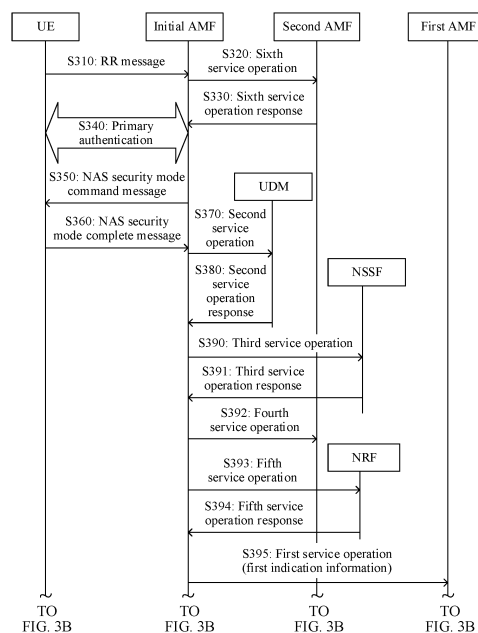 UE
Initial AMF
Second AMF
First AMF
S310: RR message
S320: Sixth
service operation
S330: Sixth service
operation response
S340: Primary
authentication
S350: NAS security mode
command message
UDM
S360: NAS security
mode complete message
S370: Second
service
operation
S380: Second
service
operation
response
NSSF
S390: Third service operation
S391: Third service
operation response
S392: Fourth
service operation
NRF
S393: Fifth
service operation
S394: Fifth service
operation response
S395: First service operation
(first indication information)
TO
FIG. 3B
TO
FIG. 3B
TO
FIG. 3B
TO
FIG. 3B